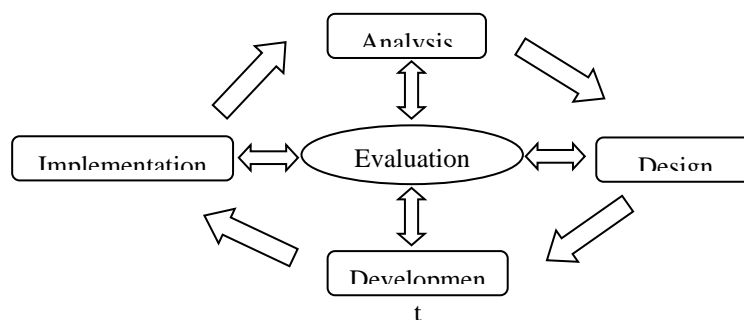 Analysis
Implementation
Evaluation
Design
Developmen
t